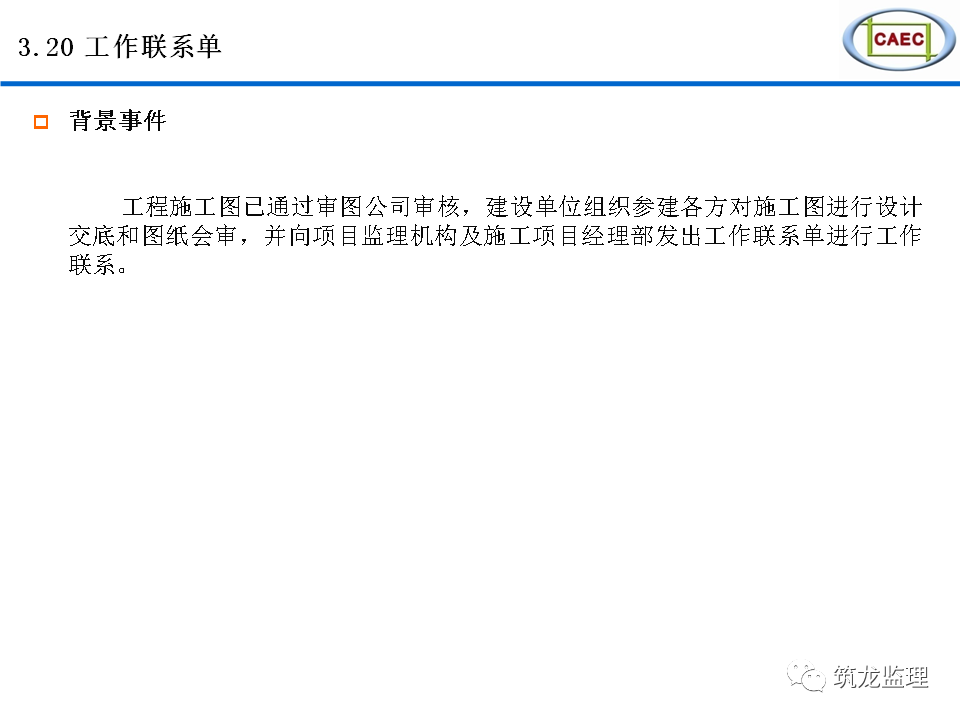 3.20 工作联系单
CAEC
背景事件
工程施工图已通过审图公司审核，建设单位组织参建各方对施工图进行设计
交底和图纸会审，并向项目监理机构及施工项目经理部发出工作联系单进行工作
联系。
筑龙监理